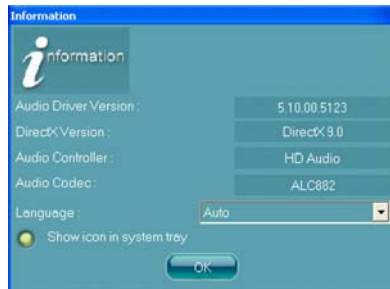 Information
information
Audio Driver Version : 5.10.00.5123
DirectX Version : DirectX 9.0
Audio Controller : HD Audio
Audio Codec : ALC882
Language : Auto
Show icon in system tray
OK